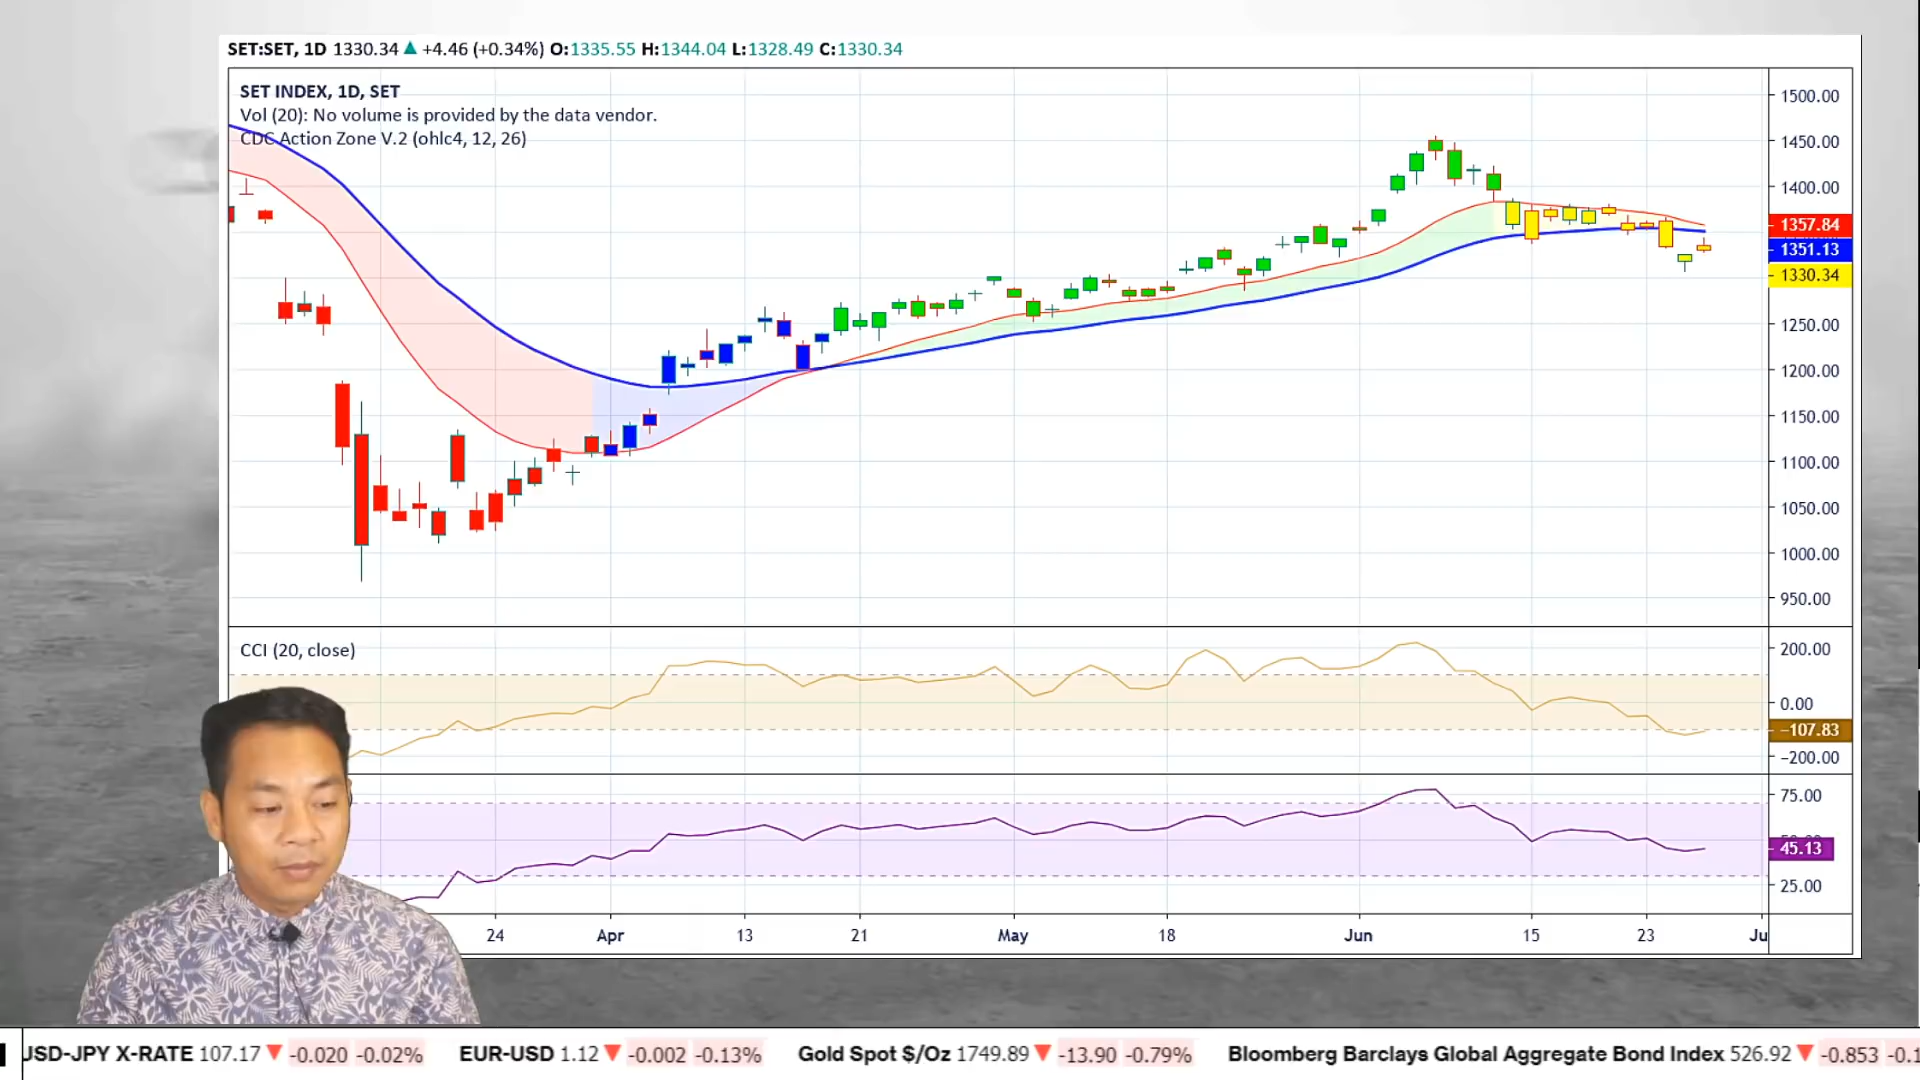 SET:SET, 1D 1330.34 ▲ +4.46 (+0.34%) O:1335.55 H:1344.04 L:1328.49 C:1330.34
SET INDEX, 1D, SET
Vol (20): No volume is provided by the data vendor.
CDC Action Zone V.2 (ohlc4, 12, 26)
1500.00
1450.00
1400.00
1357.84
1351.13
1330.34
1250.00
1200.00
1150.00
1100.00
1050.00
1000.00
950.00
CCI (20, close)
200.00
0.00
−107.83
−200.00
75.00
45.13
25.00
24 Apr 13 21 May 18 Jun 15 23 Ju
JSD-JPY X-RATE 107.17 ▼ -0.020 -0.02% EUR-USD 1.12 ▼ -0.002 -0.13% Gold Spot $/Oz 1749.89 ▼ -13.90 -0.79% Bloomberg Barclays Global Aggregate Bond Index 526.92 ▼ -0.853 -0.1